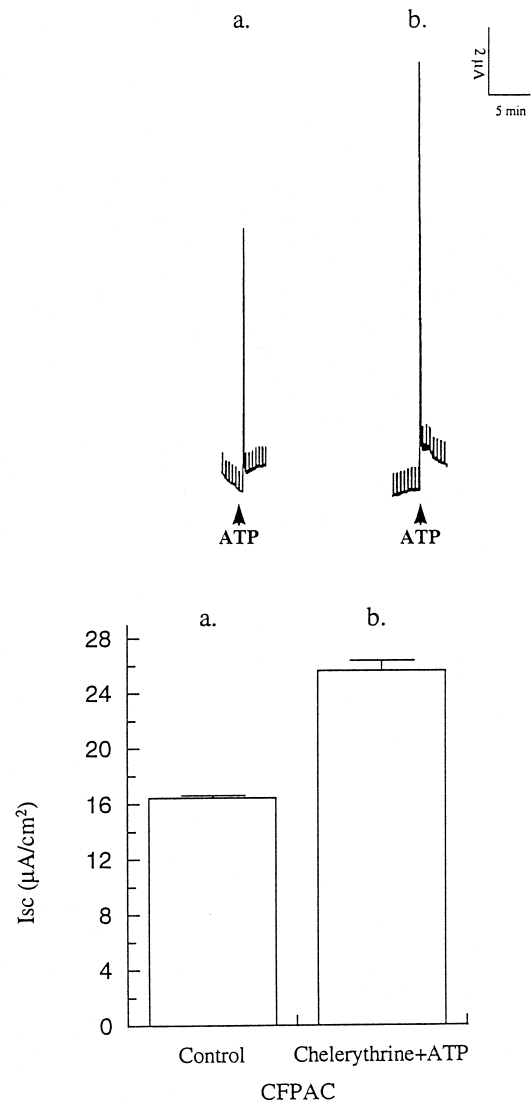 a.
b.
2 µA
5 min
ATP
ATP
a.
b.
28
24
20
16
12
8
4
0
Isc (µA/cm²)
Control
Chelerythrine+ATP
CFPAC